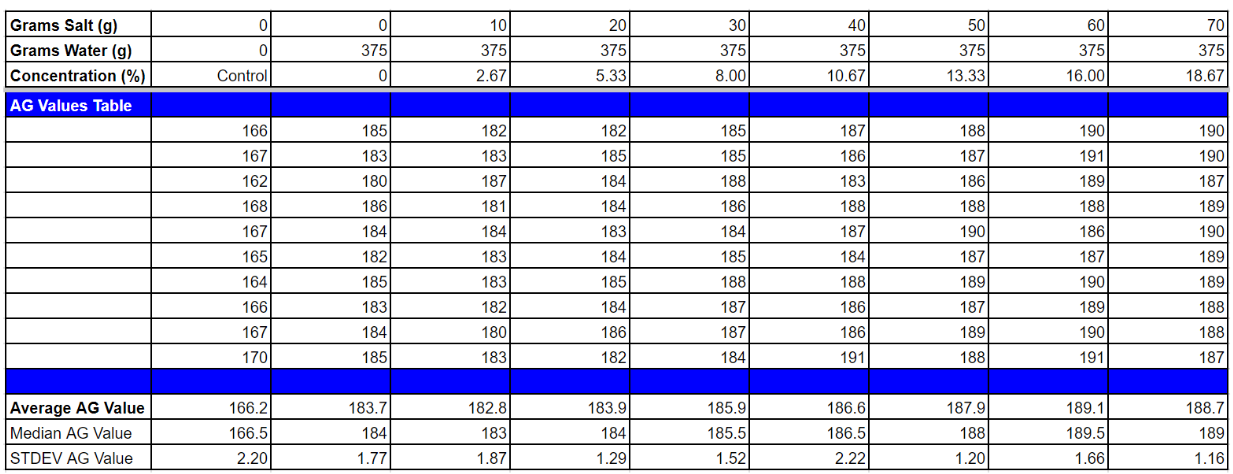 Grams Salt (g) 0 0 10 20 30 40 50 60 70
Grams Water (g) 0 375 375 375 375 375 375 375 375
Concentration (%) Control 0 2.67 5.33 8.00 10.67 13.33 16.00 18.67
AG Values Table
166 185 182 182 185 187 188 190 190
167 183 183 185 185 186 187 191 190
162 180 187 184 188 183 186 189 187
168 186 181 184 186 188 188 188 189
167 184 184 183 184 187 190 186 190
165 182 183 184 185 184 187 187 189
164 185 183 185 188 188 189 190 189
166 183 182 184 187 186 187 189 188
167 184 180 186 187 186 189 190 188
170 185 183 182 184 191 188 191 187
Average AG Value 166.2 183.7 182.8 183.9 185.9 186.6 187.9 189.1 188.7
Median AG Value 166.5 184 183 184 185.5 186.5 188 189.5 189
STDEV AG Value 2.20 1.77 1.87 1.29 1.52 2.22 1.20 1.66 1.16